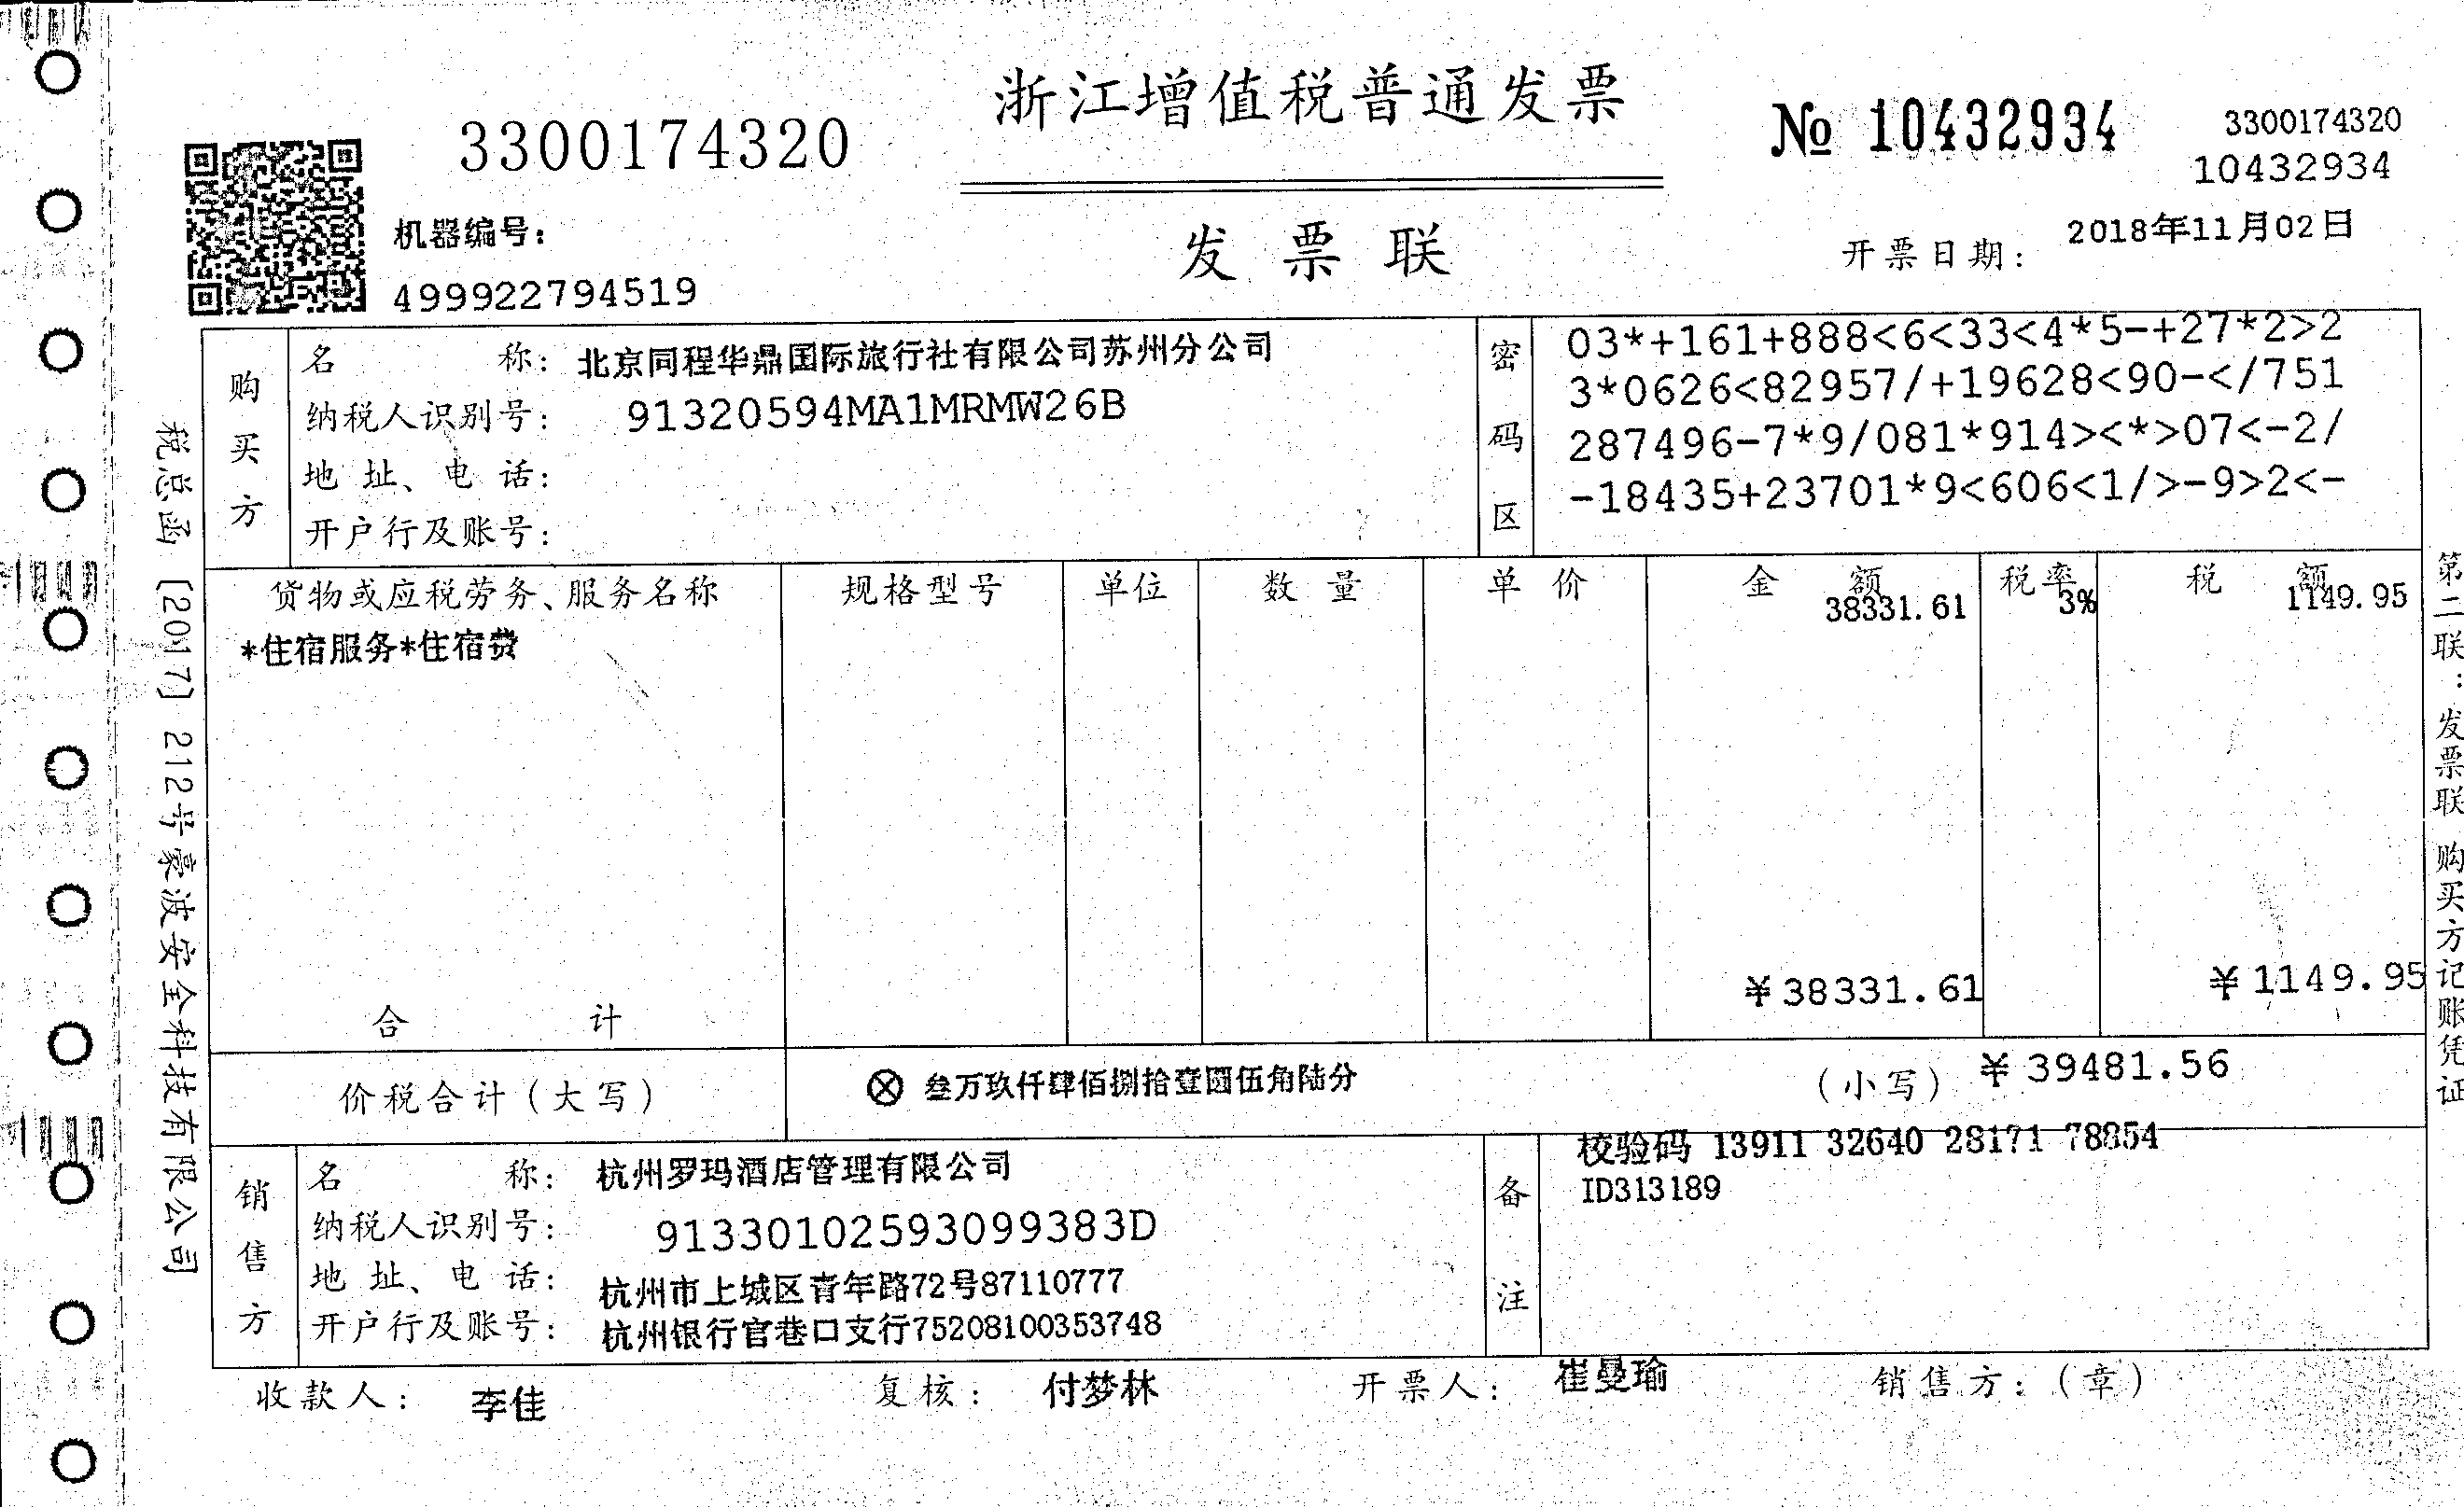 浙江增值税普通发票
3300174320
№ 10432934
3300174320
10432934
机器编号：
499922794519
发票联
开票日期：2018年11月02日
购买方
名称：北京同程华鼎国际旅行社有限公司苏州分公司
纳税人识别号：91320594MA1MRMW26B
地址、电话：
开户行及账号：
密码区
03*+161+888<6<33<4*5-+27*2>2
3*0626<82957/+19628<90-</751
287496-7*9/081*914><*>07<-2/
-18435+23701*9<606<1/>-9>2<-
货物或应税劳务、服务名称 规格型号 单位 数量 单价 金额 税率 税额
38331.61 3% 1149.95
*住宿服务*住宿费
合计 ¥38331.61 ¥1149.95
价税合计（大写） ⊗ 叁万玖仟肆佰捌拾壹圆伍角陆分 （小写） ¥39481.56
销售方
名称：杭州罗玛酒店管理有限公司
纳税人识别号：91330102593099383D
地址、电话：杭州市上城区青年路72号87110777
开户行及账号：杭州银行官巷口支行75208100353748
备注
校验码 13911 32640 28171 78854
ID313189
收款人：李佳 复核：付梦林 开票人：崔曼瑜 销售方：（章）
税总函〔2017〕212号豪波安全科技有限公司
第二联：发票联 购买方记账凭证